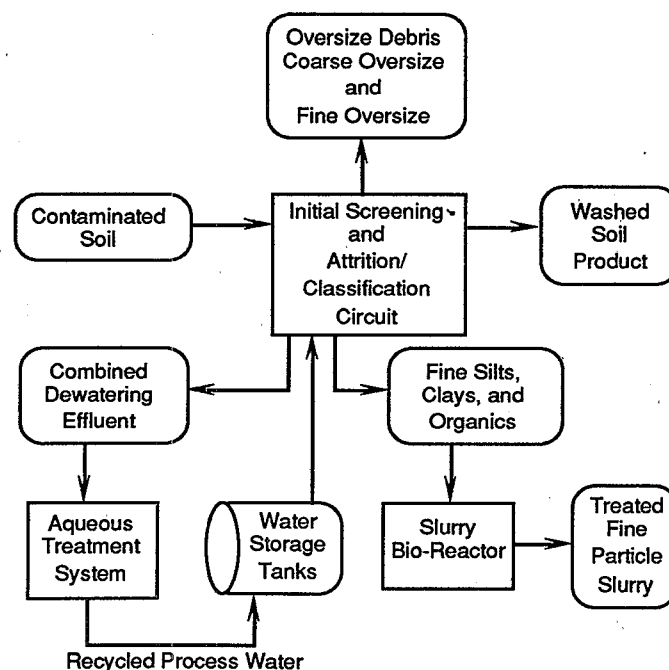 Oversize Debris
Coarse Oversize
and
Fine Oversize
Contaminated
Soil
Initial Screening
and
Attrition/
Classification
Circuit
Washed
Soil
Product
Combined
Dewatering
Effluent
Fine Silts,
Clays, and
Organics
Aqueous
Treatment
System
Water
Storage
Tanks
Slurry
Bio-Reactor
Treated
Fine
Particle
Slurry
Recycled Process Water